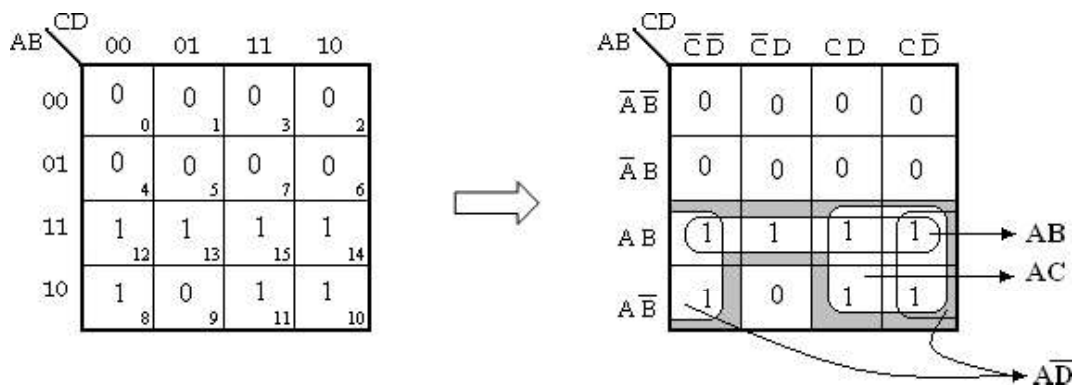 CD
AB 00 01 11 10
00 0 0 0 0 0 1 3 2
01 0 0 0 0 4 5 7 6
11 1 1 1 1 12 13 15 14
10 1 0 1 1 8 9 11 10
CD
AB C̅D̅ C̅D CD CD̅
A̅B̅ 0 0 0 0
A̅B 0 0 0 0
AB 1 1 1 1 AB
AC
AB̅ 1 0 1 1
AD̅